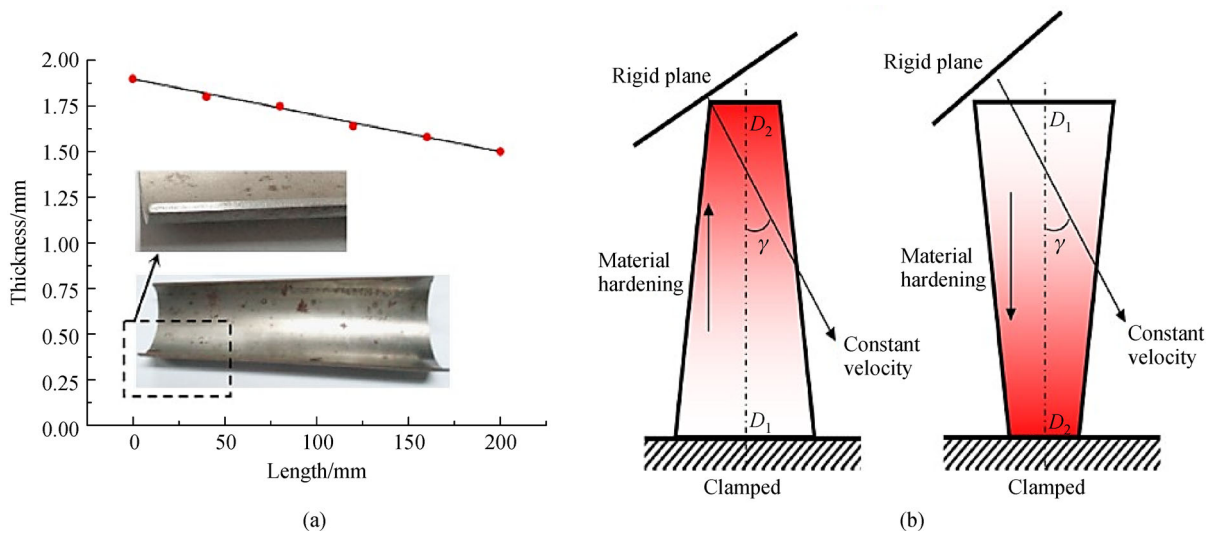 2.00
1.75
1.50
1.25
1.00
0.75
0.50
0.25
0.00
Thickness/mm
0
50
100
150
200
Length/mm
(a)
Rigid plane
D2
γ
Material
hardening
Constant
velocity
D1
Clamped
Rigid plane
D1
γ
Material
hardening
Constant
velocity
D2
Clamped
(b)